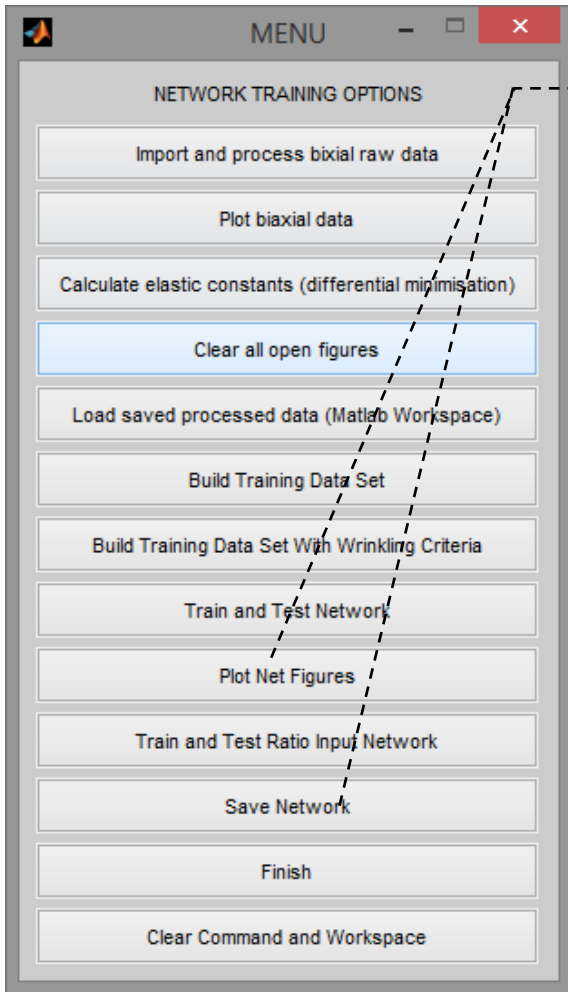 MENU
NETWORK TRAINING OPTIONS
Import and process bixial raw data
Plot biaxial data
Calculate elastic constants (differential minimisation)
Clear all open figures
Load saved processed data (Matlab Workspace)
Build Training Data Set
Build Training Data Set With Wrinkling Criteria
Train and Test Network
Plot Net Figures
Train and Test Ratio Input Network
Save Network
Finish
Clear Command and Workspace